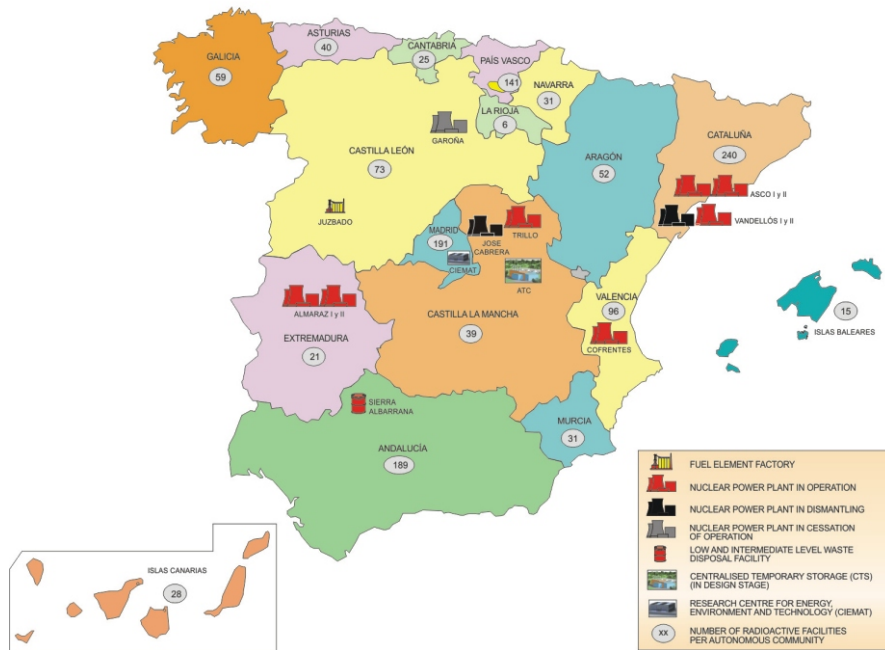 ASTURIAS
40
CANTABRIA
25
GALICIA
59
PAÍS VASCO
141
NAVARRA
31
LA RIOJA
6
GAROÑA
CASTILLA LEÓN
73
ARAGÓN
52
CATALUÑA
240
ASCO I y II
VANDELLÓS I y II
JUZBADO
MADRID
191
CIEMAT
JOSE
CABRERA
TRILLO
ATC
ALMARAZ I y II
EXTREMADURA
21
CASTILLA LA MANCHA
39
VALENCIA
96
COFRENTES
15
ISLAS BALEARES
SIERRA
ALBARRANA
MURCIA
31
ANDALUCÍA
189
ISLAS CANARIAS
28
FUEL ELEMENT FACTORY
NUCLEAR POWER PLANT IN OPERATION
NUCLEAR POWER PLANT IN DISMANTLING
NUCLEAR POWER PLANT IN CESSATION
OF OPERATION
LOW AND INTERMEDIATE LEVEL WASTE
DISPOSAL FACILITY
CENTRALISED TEMPORARY STORAGE (CTS)
(IN DESIGN STAGE)
RESEARCH CENTRE FOR ENERGY,
ENVIRONMENT AND TECHNOLOGY (CIEMAT)
XX
NUMBER OF RADIOACTIVE FACILITIES
PER AUTONOMOUS COMMUNITY